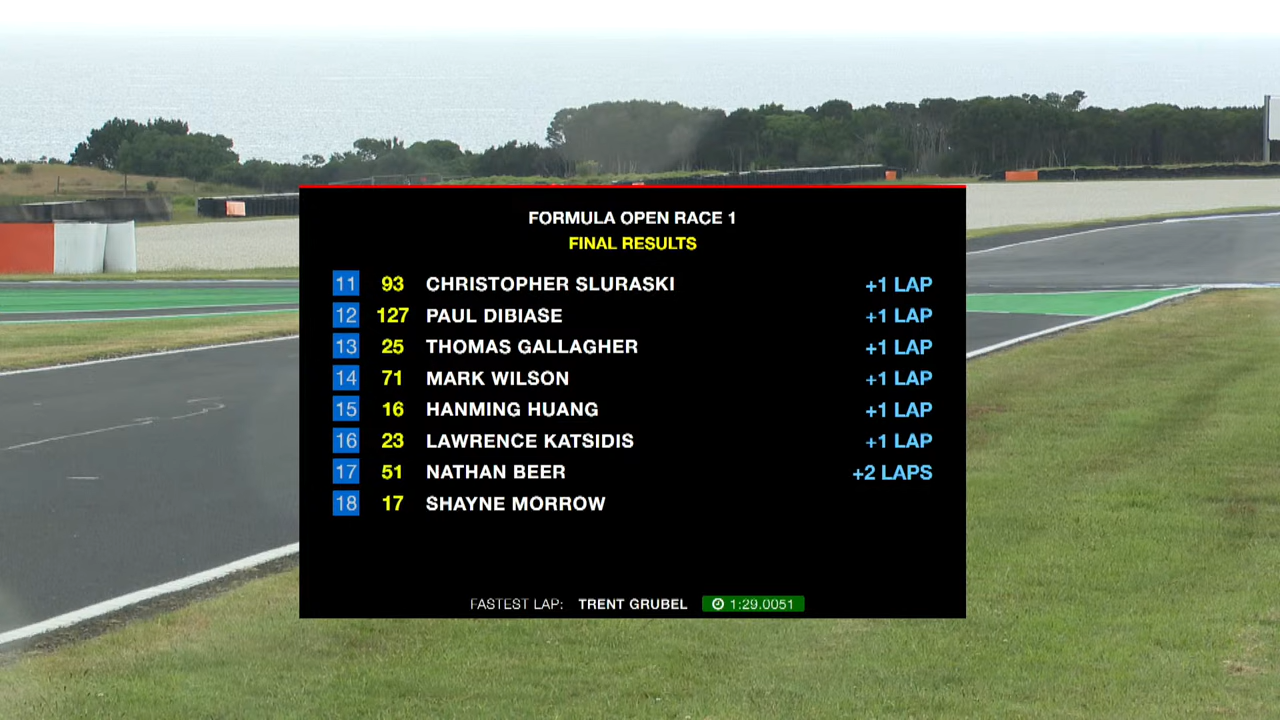 FORMULA OPEN RACE 1
FINAL RESULTS
11 93 CHRISTOPHER SLURASKI +1 LAP
12 127 PAUL DIBIASE +1 LAP
13 25 THOMAS GALLAGHER +1 LAP
14 71 MARK WILSON +1 LAP
15 16 HANMING HUANG +1 LAP
16 23 LAWRENCE KATSIDIS +1 LAP
17 51 NATHAN BEER +2 LAPS
18 17 SHAYNE MORROW
FASTEST LAP: TRENT GRUBEL 1:29.0051